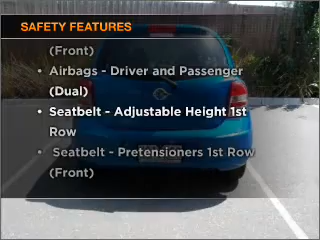 SAFETY FEATURES
(Front)
• Airbags - Driver and Passenger
(Dual)
• Seatbelt - Adjustable Height 1st
Row
• Seatbelt - Pretensioners 1st Row
(Front)